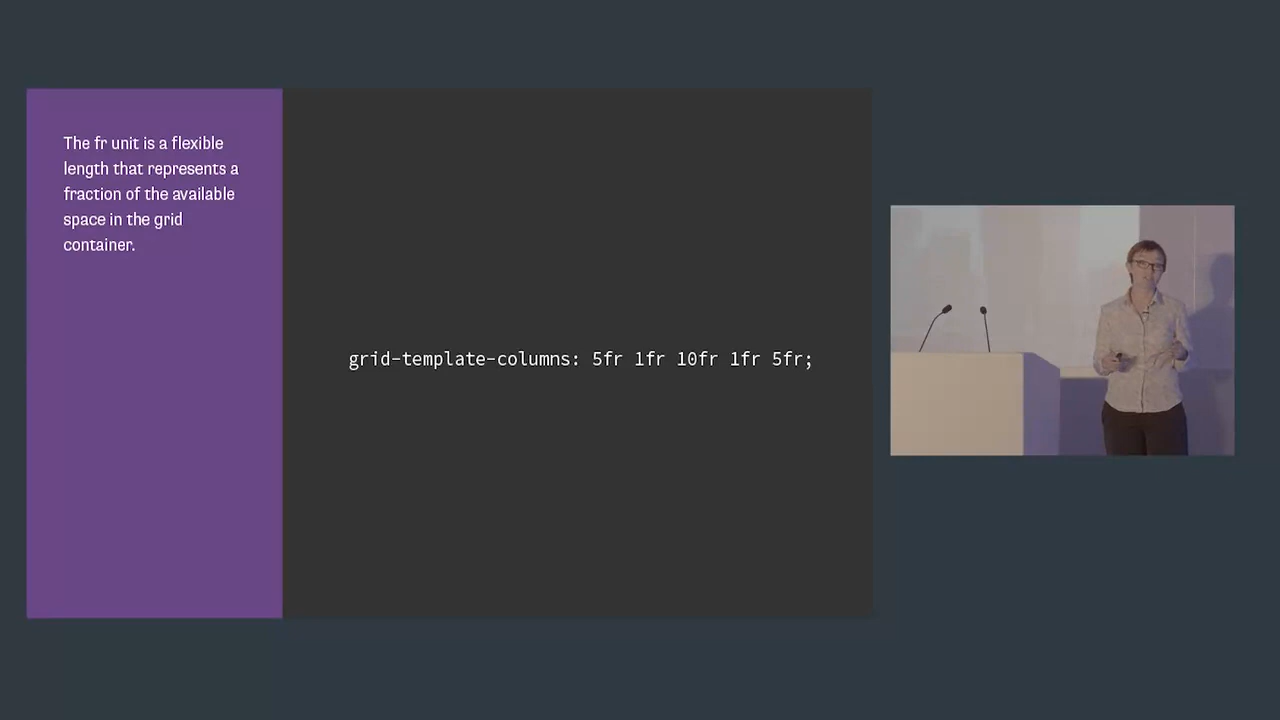 The fr unit is a flexible
length that represents a
fraction of the available
space in the grid
container.
grid-template-columns: 5fr 1fr 10fr 1fr 5fr;